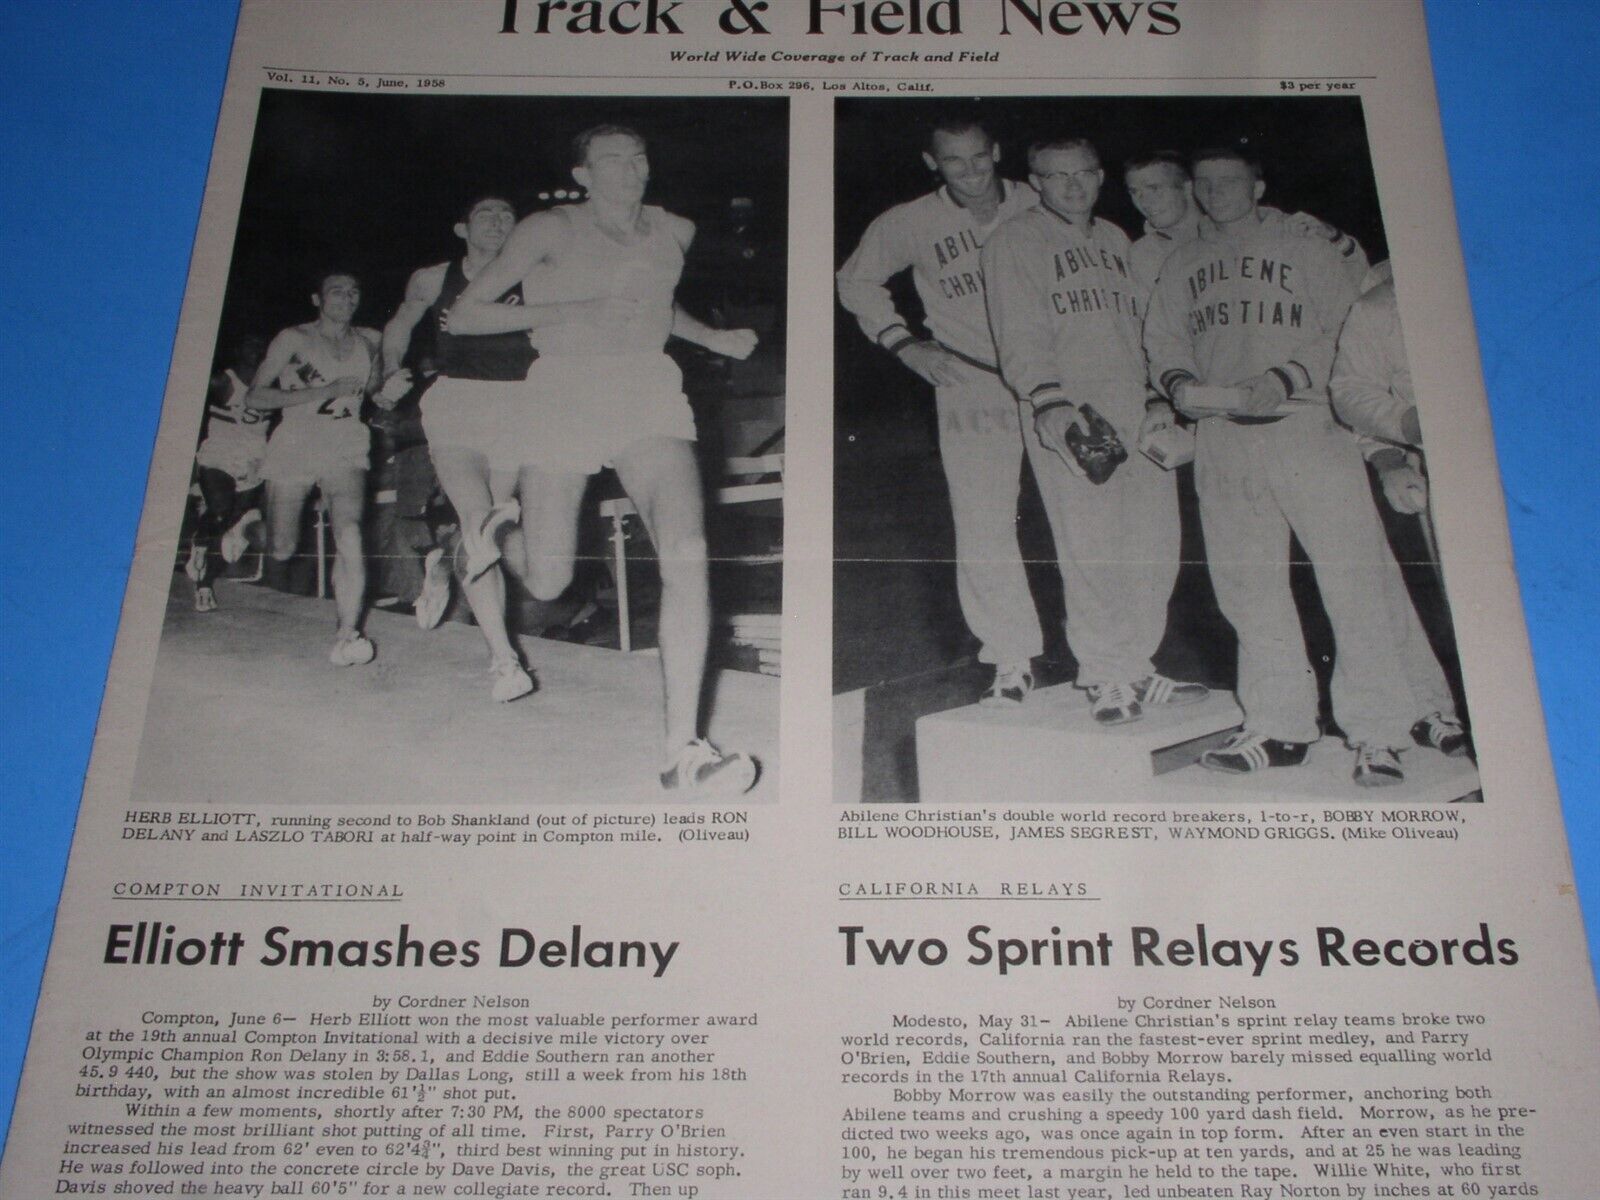 Track & Field News
World Wide Coverage of Track and Field
Vol. 11, No. 5, June, 1958
P.O.Box 296, Los Altos, Calif.
$3 per year
ABIL
CHRI
ABILEN
CHRISTI
ABILENE
CHRISTIAN
A.C.C
HERB ELLIOTT, running second to Bob Shankland (out of picture) leads RON
DELANY and LASZLO TABORI at half-way point in Compton mile. (Oliveau)
Abilene Christian's double world record breakers, l-to-r, BOBBY MORROW,
BILL WOODHOUSE, JAMES SEGREST, WAYMOND GRIGGS. (Mike Oliveau)
COMPTON INVITATIONAL
Elliott Smashes Delany
by Cordner Nelson
Compton, June 6— Herb Elliott won the most valuable performer award
at the 19th annual Compton Invitational with a decisive mile victory over
Olympic Champion Ron Delany in 3:58.1, and Eddie Southern ran another
45.9 440, but the show was stolen by Dallas Long, still a week from his 18th
birthday, with an almost incredible 61'½" shot put.
Within a few moments, shortly after 7:30 PM, the 8000 spectators
witnessed the most brilliant shot putting of all time. First, Parry O'Brien
increased his lead from 62' even to 62'4¾", third best winning put in history.
He was followed into the concrete circle by Dave Davis, the great USC soph.
Davis shoved the heavy ball 60'5" for a new collegiate record. Then up
CALIFORNIA RELAYS
Two Sprint Relays Records
by Cordner Nelson
Modesto, May 31— Abilene Christian's sprint relay teams broke two
world records, California ran the fastest-ever sprint medley, and Parry
O'Brien, Eddie Southern, and Bobby Morrow barely missed equalling world
records in the 17th annual California Relays.
Bobby Morrow was easily the outstanding performer, anchoring both
Abilene teams and crushing a speedy 100 yard dash field. Morrow, as he pre-
dicted two weeks ago, was once again in top form. After an even start in the
100, he began his tremendous pick-up at ten yards, and at 25 he was leading
by well over two feet, a margin he held to the tape. Willie White, who first
ran 9.4 in this meet last year, led unbeaten Ray Norton by inches at 60 yards